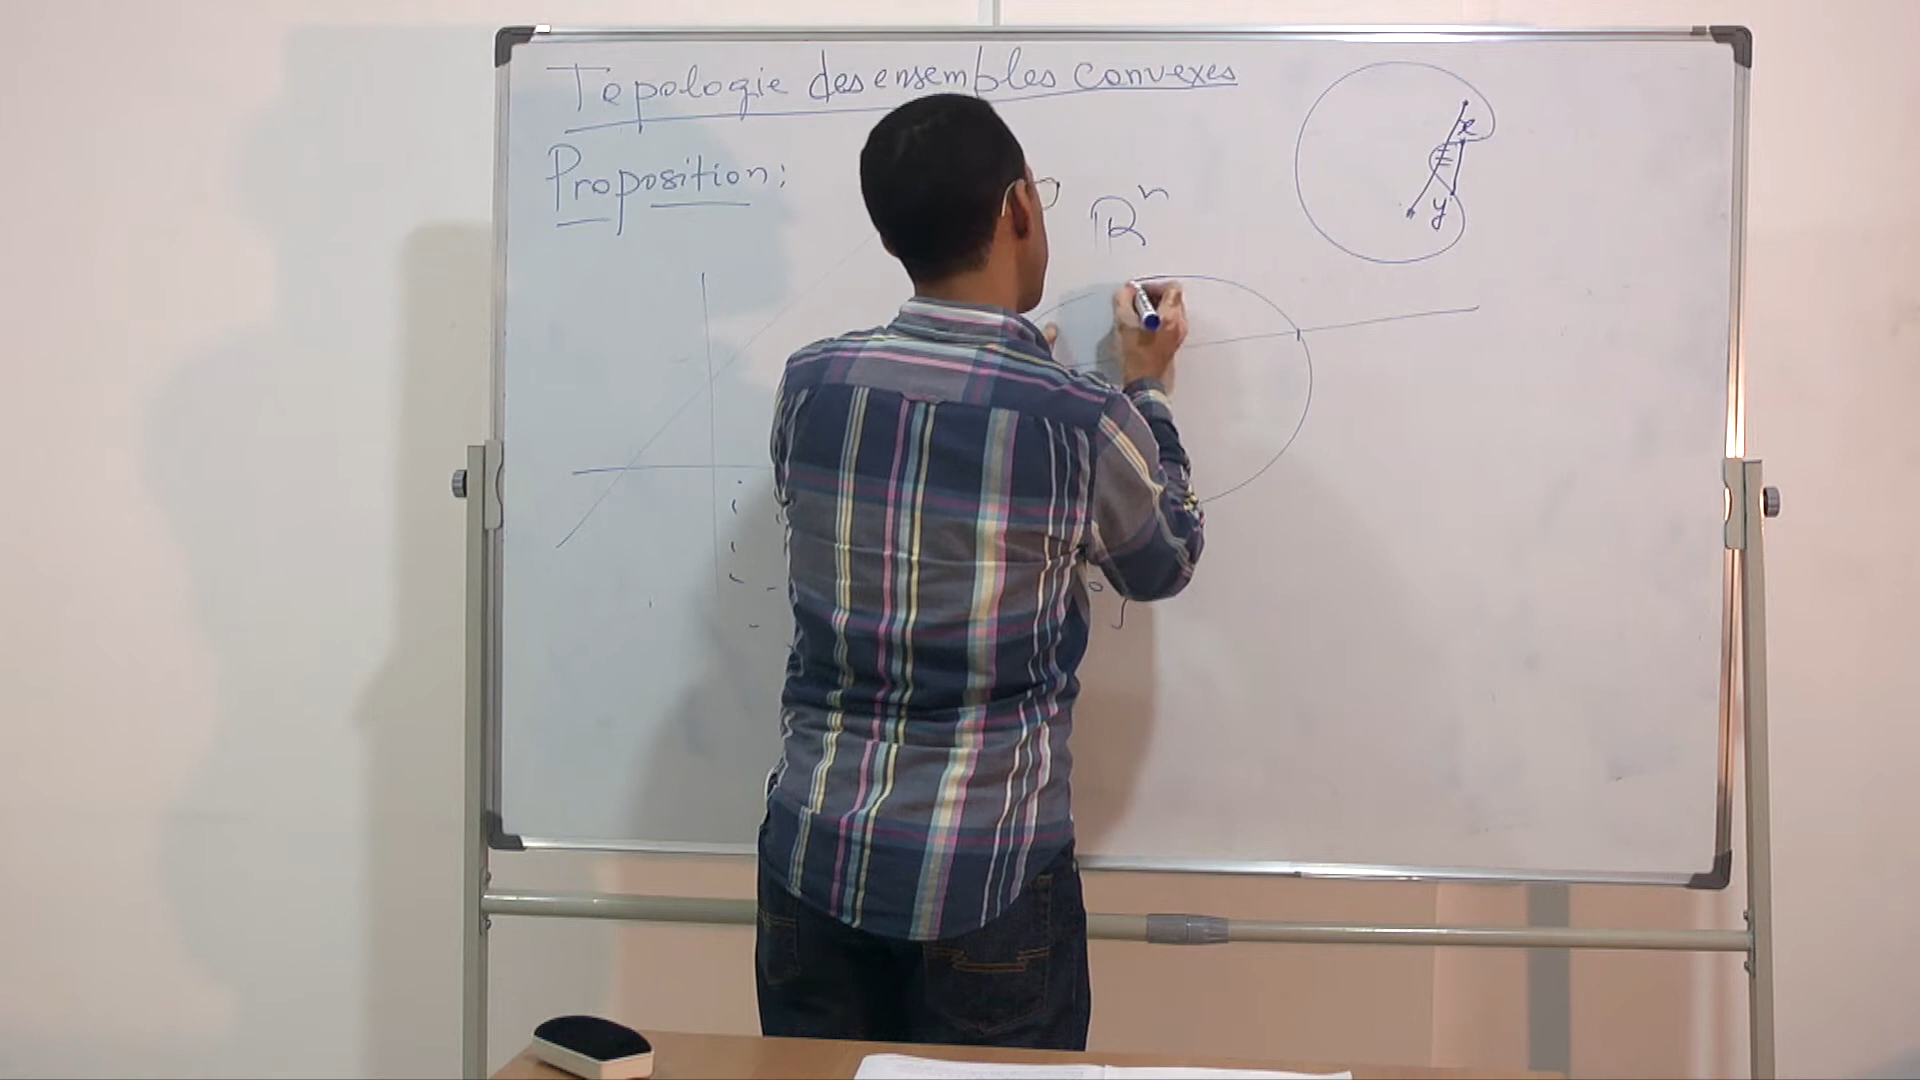 Topologie des ensembles convexes
Proposition:
ℝⁿ
x
y